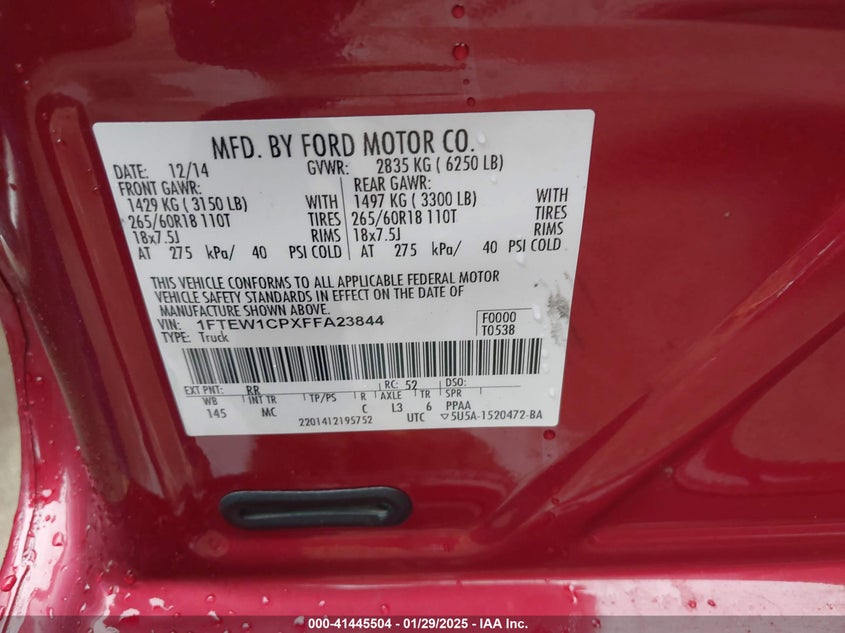 MFD. BY FORD MOTOR CO.
DATE: 12/14 GVWR: 2835 KG ( 6250 LB)
FRONT GAWR: REAR GAWR:
1429 KG ( 3150 LB) WITH 1497 KG ( 3300 LB) WITH
265/60R18 110T TIRES 265/60R18 110T TIRES
18x7.5J RIMS 18x7.5J RIMS
AT 275 kPa/ 40 PSI COLD AT 275 kPa/ 40 PSI COLD
THIS VEHICLE CONFORMS TO ALL APPLICABLE FEDERAL MOTOR
VEHICLE SAFETY STANDARDS IN EFFECT ON THE DATE OF
MANUFACTURE SHOWN ABOVE.
VIN: 1FTEW1CPXFFA23844 F0000
TYPE: Truck T0538
EXT PNT: RR RC: 52 DSO:
WB INT TR TP/PS R AXLE TR SPR
145 MC C L3 6 PPAA
2201412195752 UTC ▽5U5A-1520472-BA
000-41445504 - 01/29/2025 - IAA Inc.